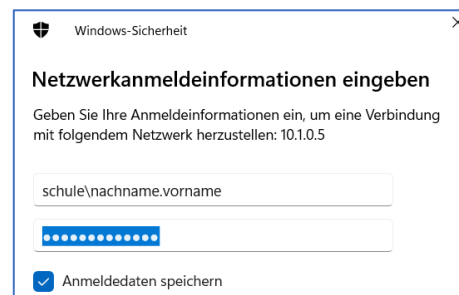 Windows-Sicherheit
Netzwerkanmeldeinformationen eingeben
Geben Sie Ihre Anmeldeinformationen ein, um eine Verbindung
mit folgendem Netzwerk herzustellen: 10.1.0.5
schule\nachname.vorname
●●●●●●●●●●●●●
Anmeldedaten speichern